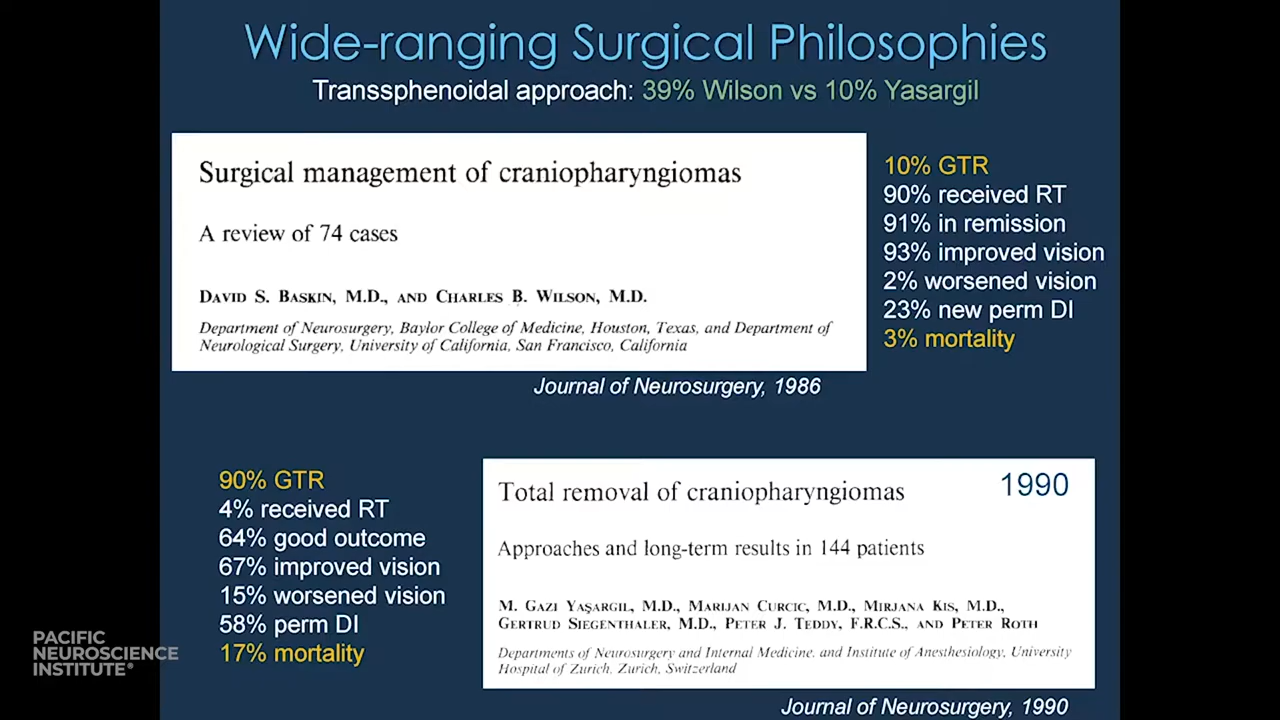 Wide-ranging Surgical Philosophies
Transsphenoidal approach: 39% Wilson vs 10% Yasargil
Surgical management of craniopharyngiomas
A review of 74 cases
DAVID S. BASKIN, M.D., AND CHARLES B. WILSON, M.D.
Department of Neurosurgery, Baylor College of Medicine, Houston, Texas, and Department of
Neurological Surgery, University of California, San Francisco, California
Journal of Neurosurgery, 1986
10% GTR
90% received RT
91% in remission
93% improved vision
2% worsened vision
23% new perm DI
3% mortality
90% GTR
4% received RT
64% good outcome
67% improved vision
15% worsened vision
58% perm DI
17% mortality
Total removal of craniopharyngiomas
1990
Approaches and long-term results in 144 patients
M. GAZI YAŞARGIL, M.D., MARIJAN CURCIC, M.D., MIRJANA KIS, M.D.,
GERTRUD SIEGENTHALER, M.D., PETER J. TEDDY, F.R.C.S., AND PETER ROTH
Departments of Neurosurgery and Internal Medicine, and Institute of Anesthesiology, University
Hospital of Zurich, Zurich, Switzerland
Journal of Neurosurgery, 1990
PACIFIC
NEUROSCIENCE
INSTITUTE®